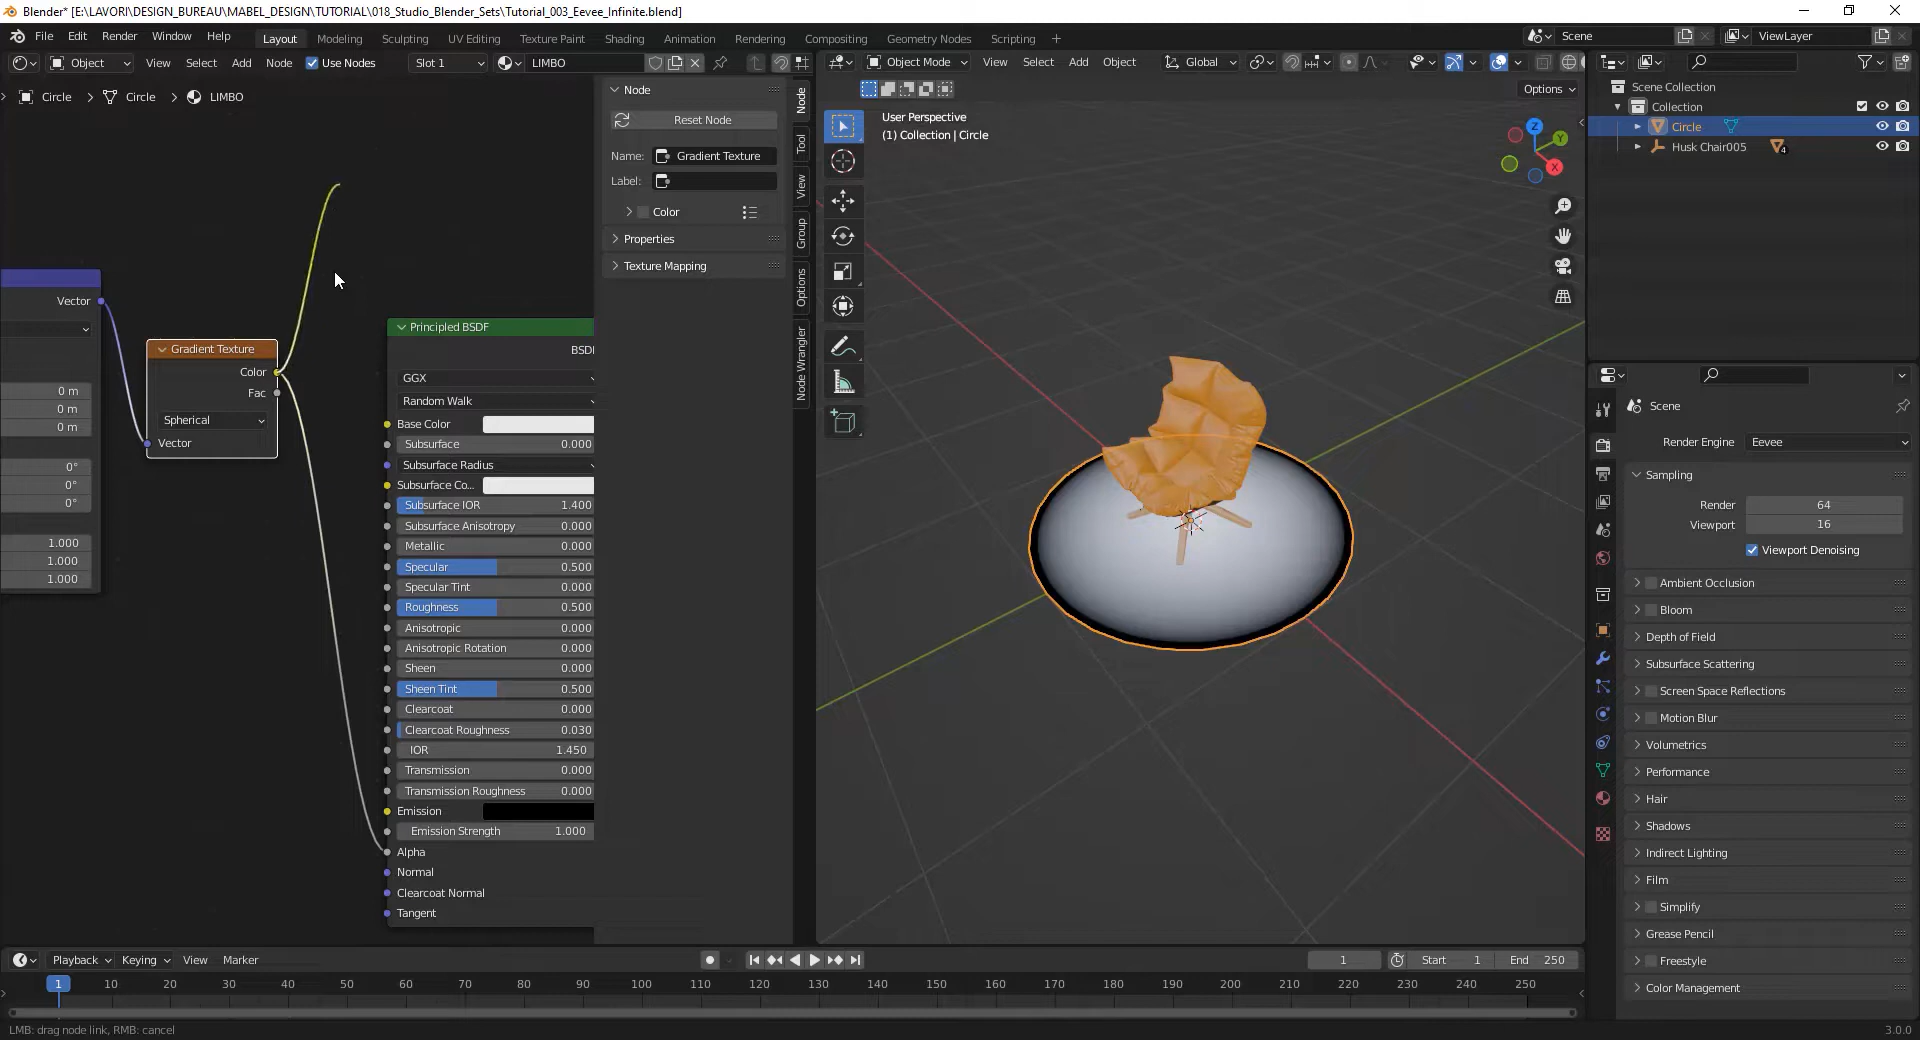 Blender* [E:\LAVORI\DESIGN_BUREAU\MABEL_DESIGN\TUTORIAL\018_Studio_Blender_Sets\Tutorial_003_Eevee_Infinite.blend]
File Edit Render Window Help Layout Modeling Sculpting UV Editing Texture Paint Shading Animation Rendering Compositing Geometry Nodes Scripting + Scene ViewLayer
Object View Select Add Node Use Nodes Slot 1 LIMBO
Object Mode View Select Add Object Global
Circle > Circle > LIMBO
Options
User Perspective
(1) Collection | Circle
Z
Y
X
Node
Reset Node
Name: Gradient Texture
Label:
Color
Properties
Texture Mapping
Node
Tool
View
Group
Options
Node Wrangler
Vector
0 m
0 m
0 m
0°
0°
0°
1.000
1.000
1.000
Gradient Texture
Color
Fac
Spherical
Vector
Principled BSDF
BSDF
GGX
Random Walk
Base Color
Subsurface 0.000
Subsurface Radius
Subsurface Co...
Subsurface IOR 1.400
Subsurface Anisotropy 0.000
Metallic 0.000
Specular 0.500
Specular Tint 0.000
Roughness 0.500
Anisotropic 0.000
Anisotropic Rotation 0.000
Sheen 0.000
Sheen Tint 0.500
Clearcoat 0.000
Clearcoat Roughness 0.030
IOR 1.450
Transmission 0.000
Transmission Roughness 0.000
Emission
Emission Strength 1.000
Alpha
Normal
Clearcoat Normal
Tangent
Scene Collection
Collection
Circle
Husk Chair005 4
Scene
Render Engine Eevee
Sampling
Render 64
Viewport 16
Viewport Denoising
Ambient Occlusion
Bloom
Depth of Field
Subsurface Scattering
Screen Space Reflections
Motion Blur
Volumetrics
Performance
Hair
Shadows
Indirect Lighting
Film
Simplify
Grease Pencil
Freestyle
Color Management
Playback Keying View Marker 1 Start 1 End 250
1 10 20 30 40 50 60 70 80 90 100 110 120 130 140 150 160 170 180 190 200 210 220 230 240 250
LMB: drag node link, RMB: cancel
3.0.0